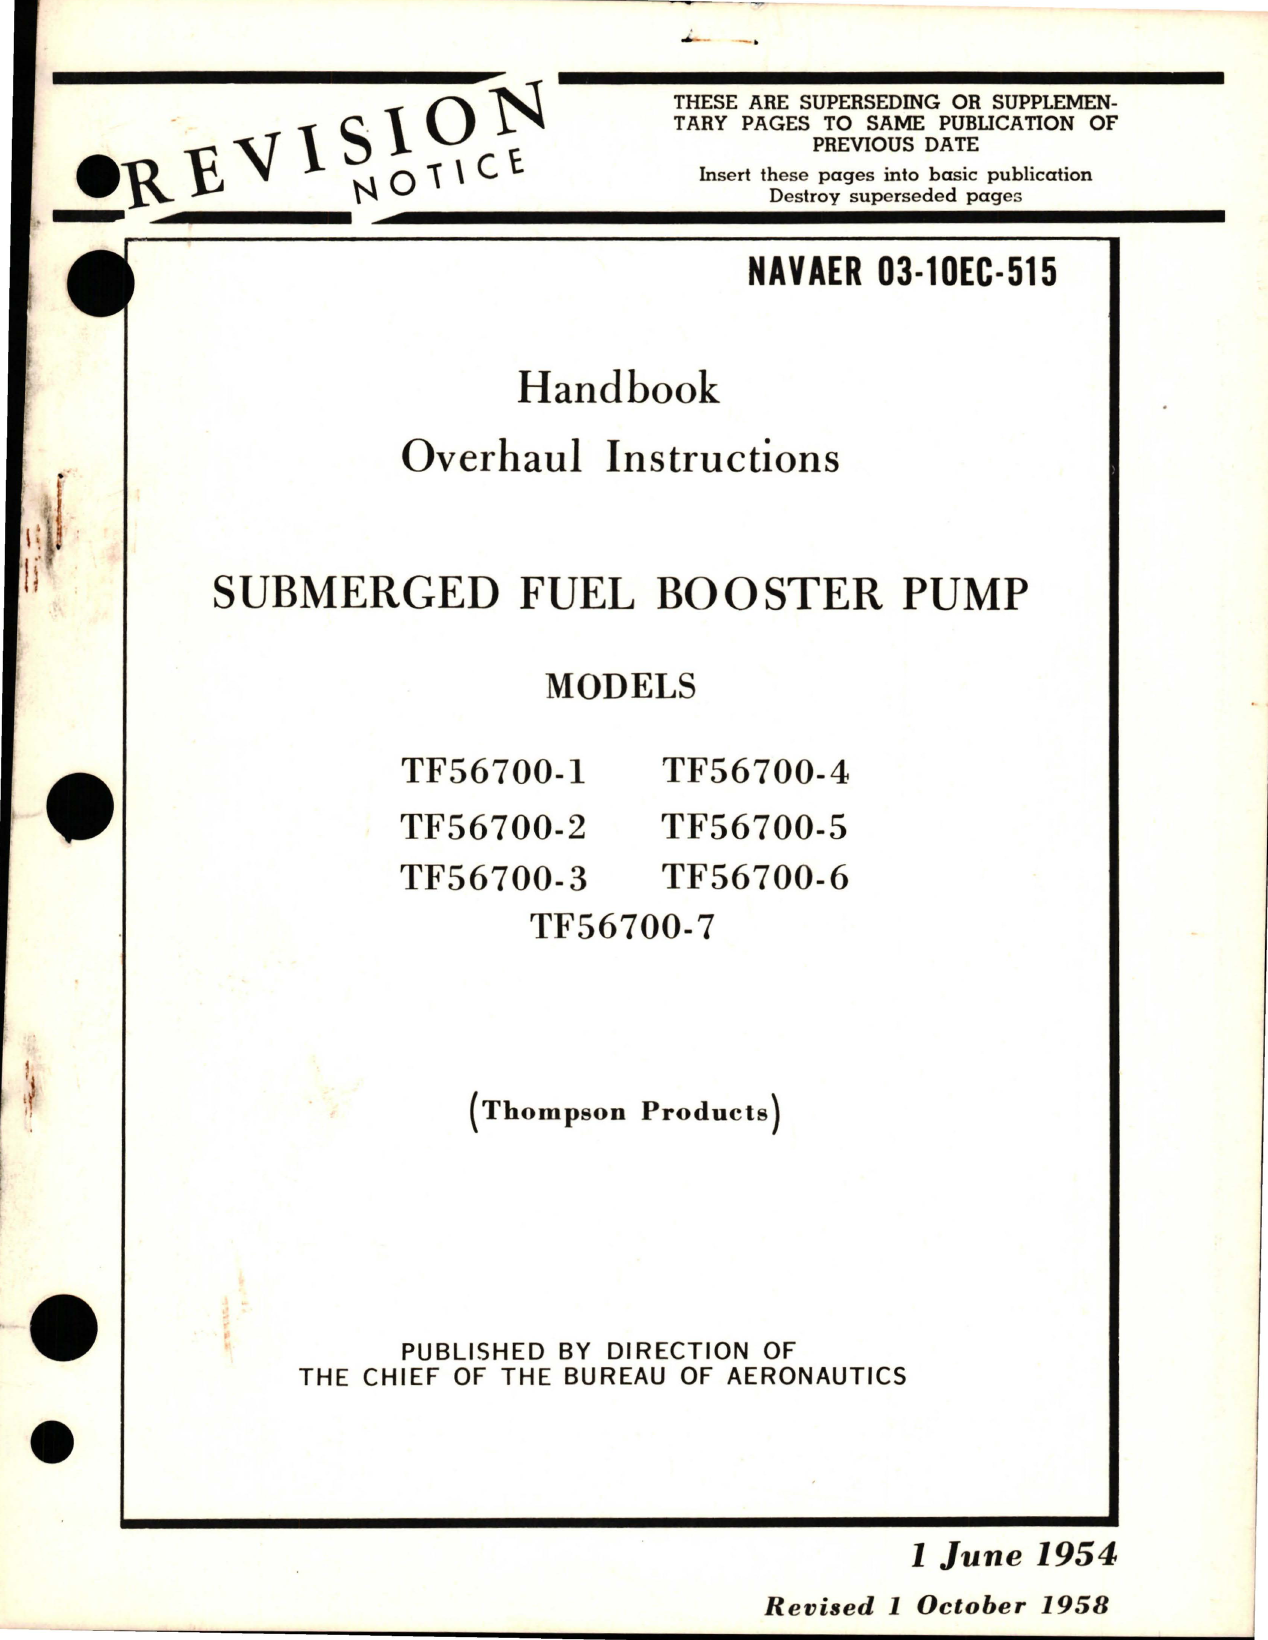 REVISION
NOTICE
THESE ARE SUPERSEDING OR SUPPLEMEN-
TARY PAGES TO SAME PUBLICATION OF
PREVIOUS DATE
Insert these pages into basic publication
Destroy superseded pages
NAVAER 03-10EC-515
Handbook
Overhaul Instructions
SUBMERGED FUEL BOOSTER PUMP
MODELS
TF56700-1 TF56700-4
TF56700-2 TF56700-5
TF56700-3 TF56700-6
TF56700-7
(Thompson Products)
PUBLISHED BY DIRECTION OF
THE CHIEF OF THE BUREAU OF AERONAUTICS
1 June 1954
Revised 1 October 1958